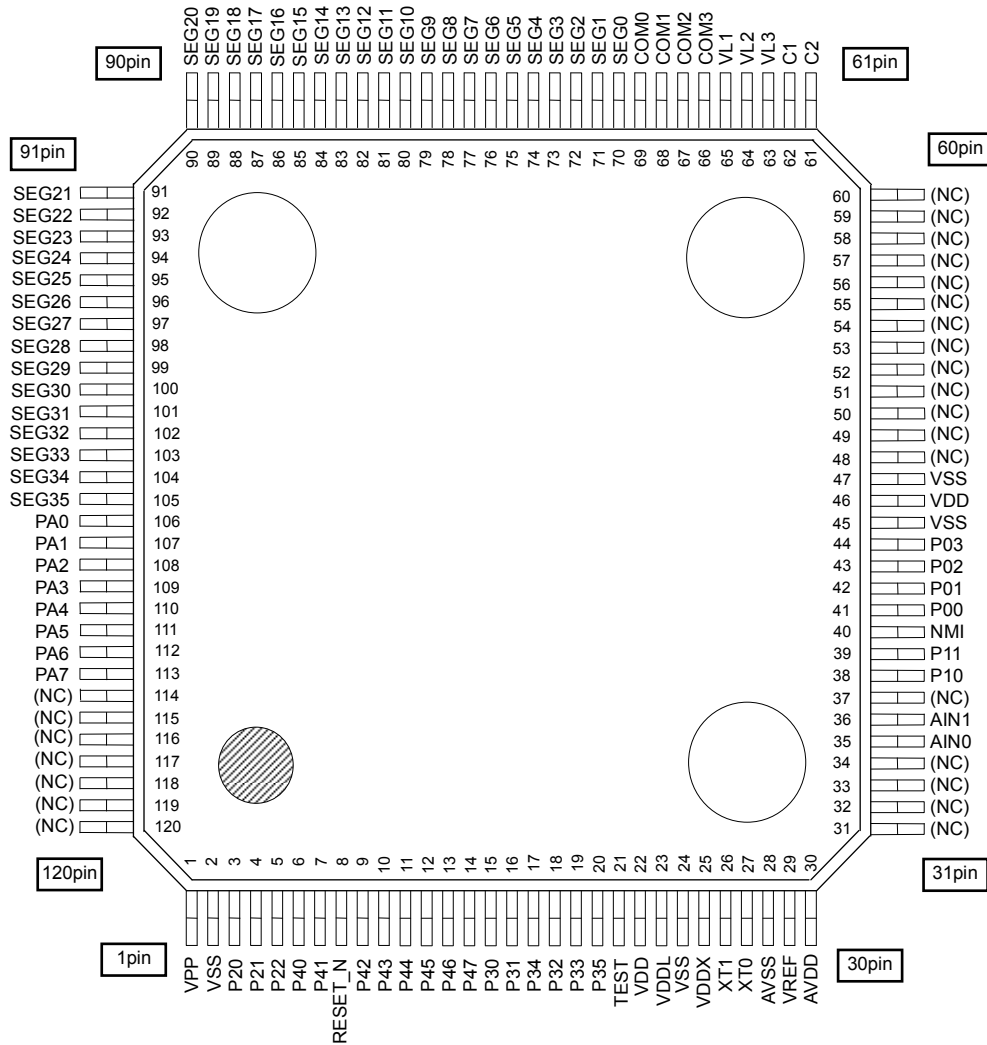 SEG20 SEG19 SEG18 SEG17 SEG16 SEG15 SEG14 SEG13 SEG12 SEG11 SEG10 SEG9 SEG8 SEG7 SEG6 SEG5 SEG4 SEG3 SEG2 SEG1 SEG0 COM0 COM1 COM2 COM3 VL1 VL2 VL3 C1 C2
90pin
61pin
90 89 88 87 86 85 84 83 82 81 80 79 78 77 76 75 74 73 72 71 70 69 68 67 66 65 64 63 62 61
91pin
60pin
SEG21 91
SEG22 92
SEG23 93
SEG24 94
SEG25 95
SEG26 96
SEG27 97
SEG28 98
SEG29 99
SEG30 100
SEG31 101
SEG32 102
SEG33 103
SEG34 104
SEG35 105
PA0 106
PA1 107
PA2 108
PA3 109
PA4 110
PA5 111
PA6 112
PA7 113
(NC) 114
(NC) 115
(NC) 116
(NC) 117
(NC) 118
(NC) 119
(NC) 120
60 (NC)
59 (NC)
58 (NC)
57 (NC)
56 (NC)
55 (NC)
54 (NC)
53 (NC)
52 (NC)
51 (NC)
50 (NC)
49 (NC)
48 (NC)
47 VSS
46 VDD
45 VSS
44 P03
43 P02
42 P01
41 P00
40 NMI
39 P11
38 P10
37 (NC)
36 AIN1
35 AIN0
34 (NC)
33 (NC)
32 (NC)
31 (NC)
1 2 3 4 5 6 7 8 9 10 11 12 13 14 15 16 17 18 19 20 21 22 23 24 25 26 27 28 29 30
120pin
31pin
1pin
30pin
VPP VSS P20 P21 P22 P40 P41 RESET_N P42 P43 P44 P45 P46 P47 P30 P31 P34 P32 P33 P35 TEST VDD VDDL VSS VDDX XT1 XT0 AVSS VREF AVDD